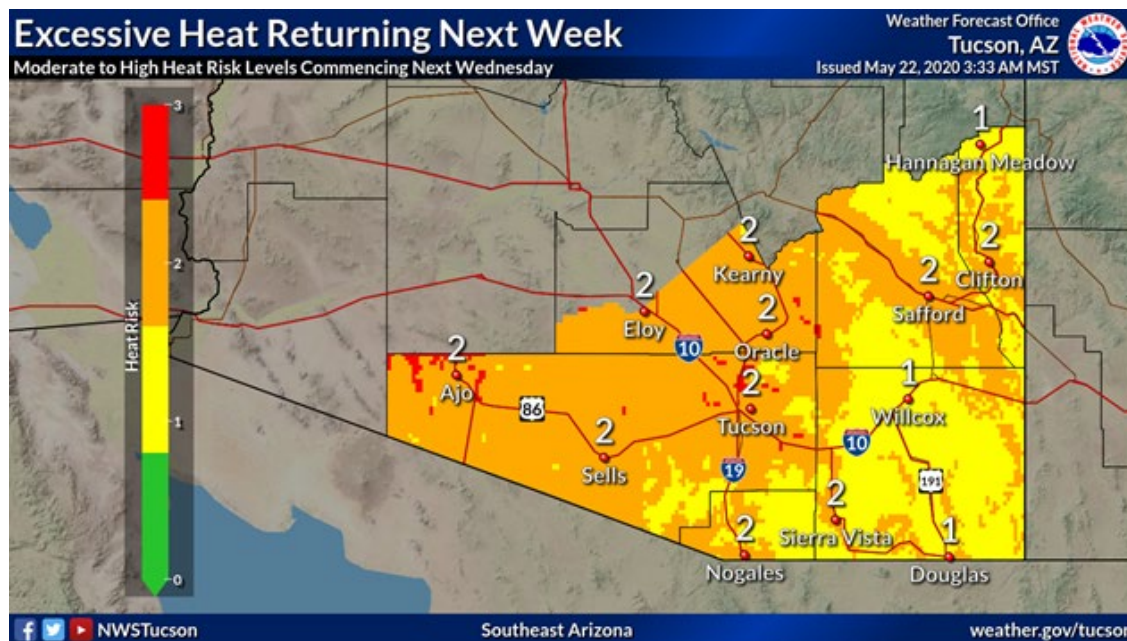 Excessive Heat Returning Next Week
Moderate to High Heat Risk Levels Commencing Next Wednesday
Weather Forecast Office
Tucson, AZ
Issued May 22, 2020 3:33 AM MST
3
2
1
0
Heat Risk
1
Hannagan Meadow
2
Kearny
2
Clifton
2
Safford
2
Eloy
2
Oracle
10
2
Ajo
86
2
Tucson
1
Willcox
2
Sells
10
19
191
2
Sierra Vista
2
Nogales
1
Douglas
NWSTucson
Southeast Arizona
weather.gov/tucson